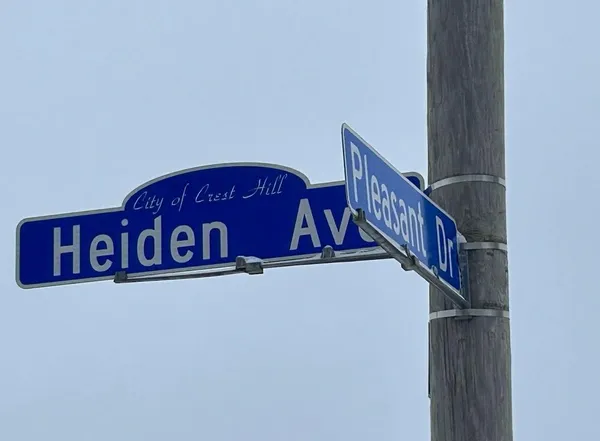 City of Crest Hill
Heiden Ave
Pleasant Dr